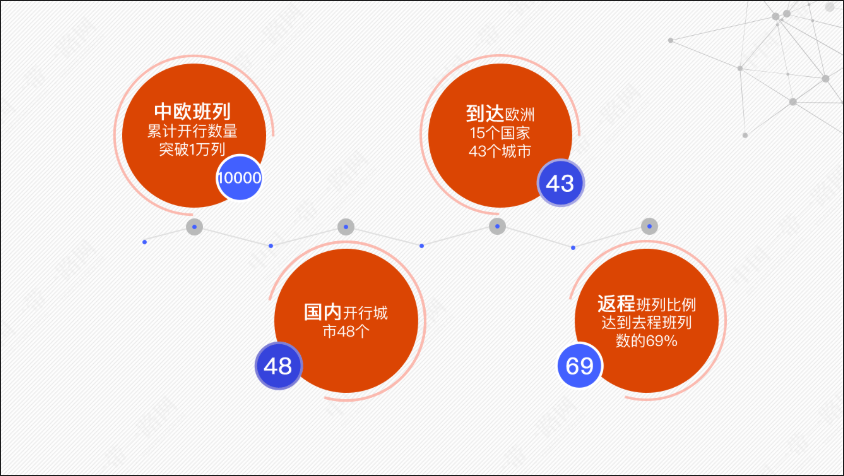 中欧班列
累计开行数量
突破1万列
10000
国内开行城
市48个
48
到达欧洲
15个国家
43个城市
43
返程班列比例
达到去程班列
数的69%
69